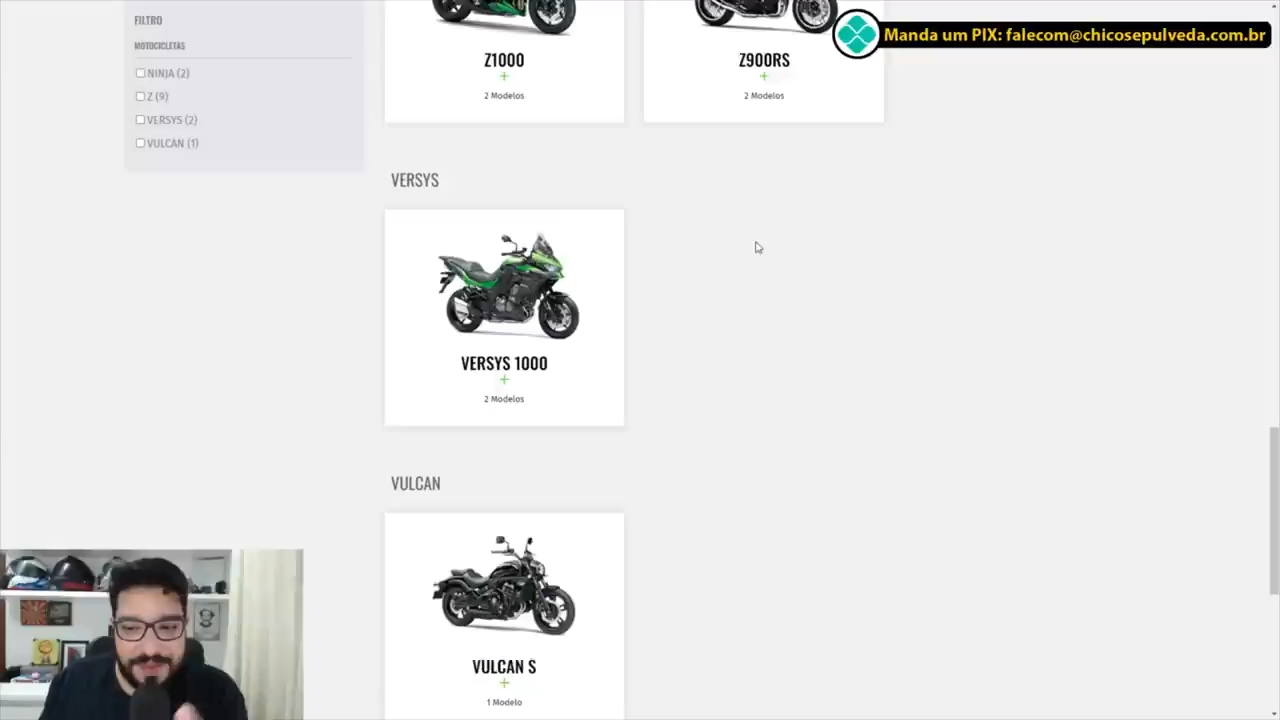 FILTRO
MOTOCICLETAS
NINJA (2)
Z (9)
VERSYS (2)
VULCAN (1)
Manda um PIX: falecom@chicosepulveda.com.br
Z1000
+
2 Modelos
Z900RS
+
2 Modelos
VERSYS
VERSYS 1000
+
2 Modelos
VULCAN
VULCAN S
+
1 Modelo